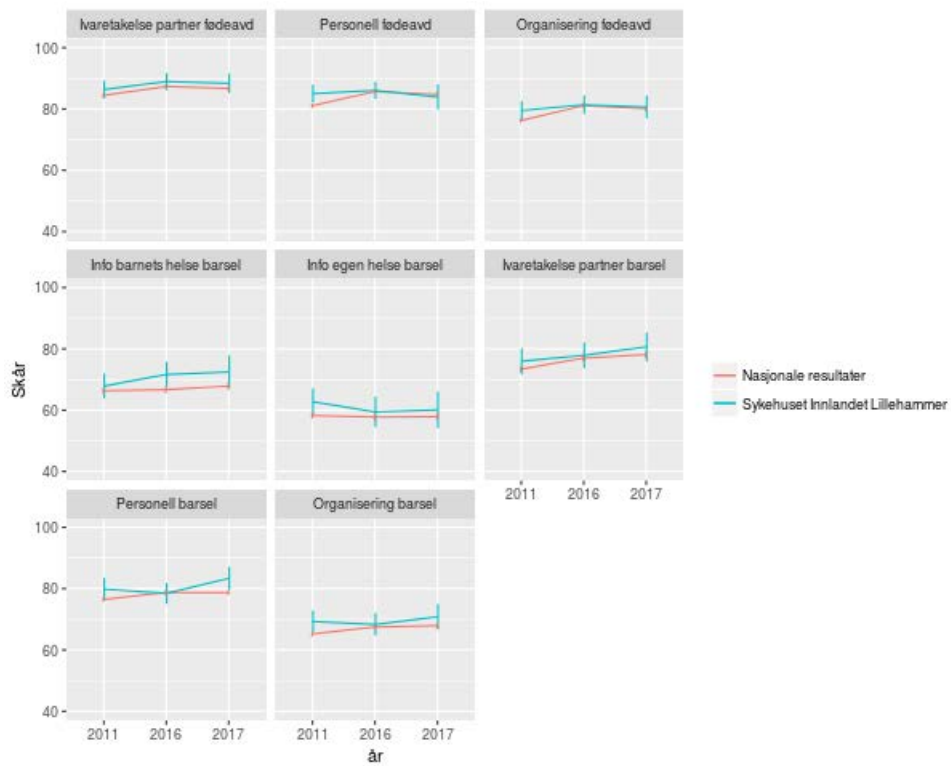 Ivaretakelse partner fødeavd
Personell fødeavd
Organisering fødeavd
100
80
60
40
Info barnets helse barsel
Info egen helse barsel
Ivaretakelse partner barsel
100
80
60
40
2011 2016 2017
Personell barsel
Organisering barsel
100
80
60
40
2011 2016 2017
2011 2016 2017
Skår
år
Nasjonale resultater
Sykehuset Innlandet Lillehammer